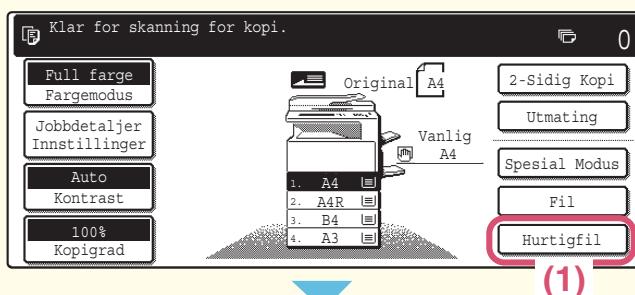 Klar for skanning for kopi.
0
Full farge
Fargemodus
Jobbdetaljer
Innstillinger
Auto
Kontrast
100%
Kopigrad
Original A4
Vanlig
A4
1. A4
2. A4R
3. B4
4. A3
2-Sidig Kopi
Utmating
Spesial Modus
Fil
Hurtigfil
(1)